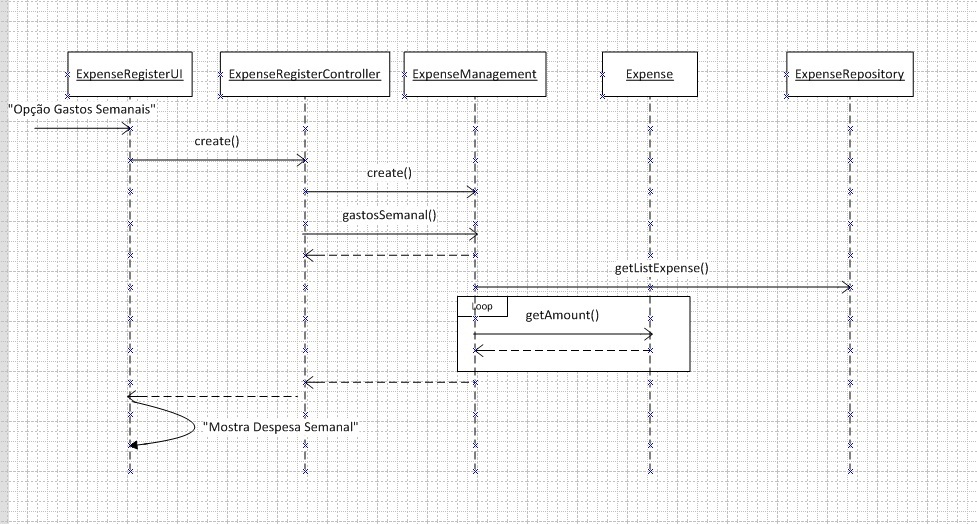 ExpenseRegisterUI
ExpenseRegisterController
ExpenseManagement
Expense
ExpenseRepository
"Opção Gastos Semanais"
create()
create()
gastosSemanal()
getListExpense()
Loop
getAmount()
"Mostra Despesa Semanal"